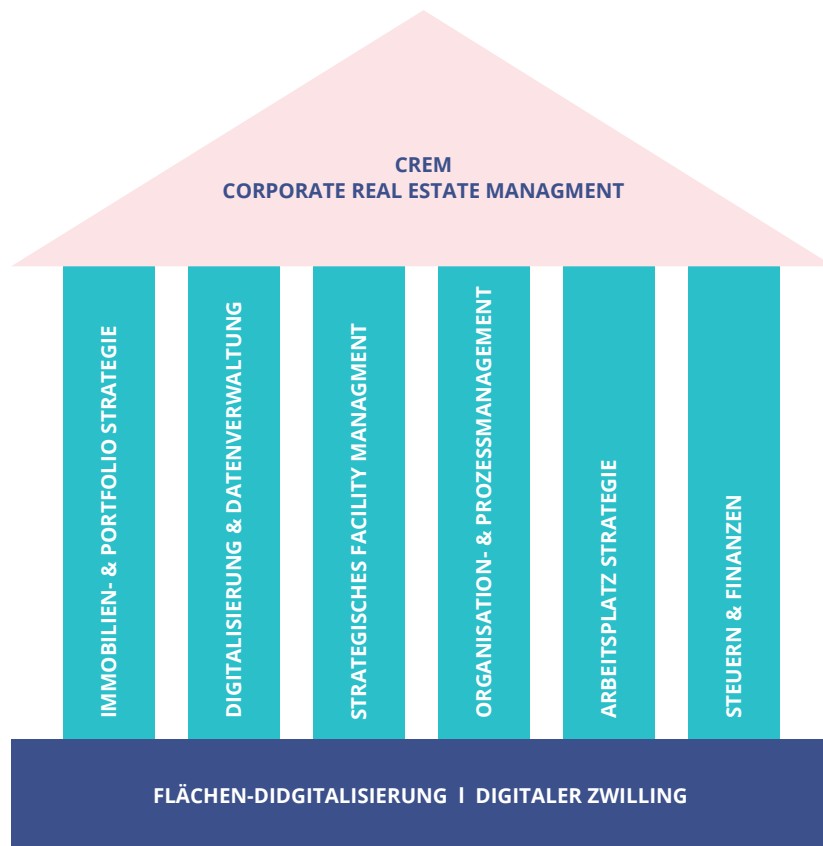 CREM
CORPORATE REAL ESTATE MANAGMENT
IMMOBILIEN- & PORTFOLIO STRATEGIE
DIGITALISIERUNG & DATENVERWALTUNG
STRATEGISCHES FACILITY MANAGMENT
ORGANISATION- & PROZESSMANAGEMENT
ARBEITSPLATZ STRATEGIE
STEUERN & FINANZEN
FLÄCHEN-DIDGITALISIERUNG l DIGITALER ZWILLING